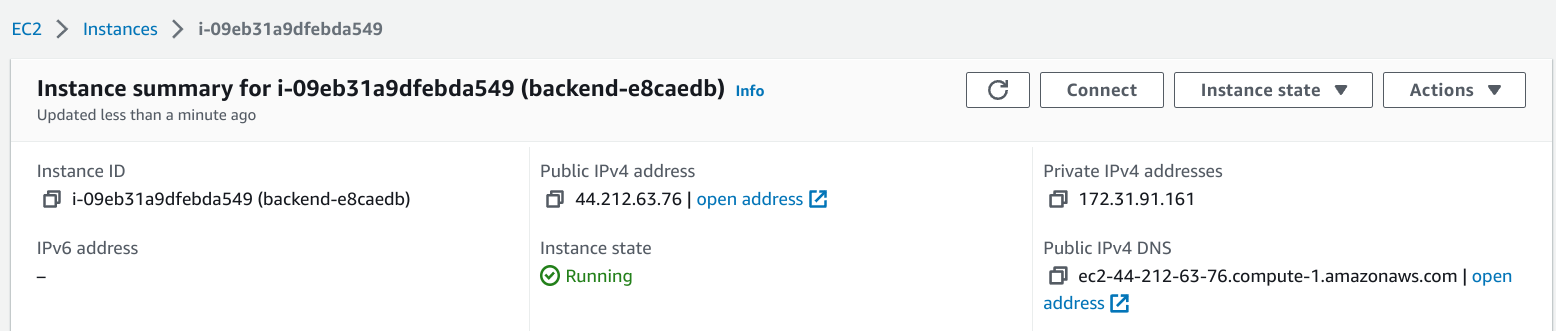 EC2 > Instances > i-09eb31a9dfebda549
Instance summary for i-09eb31a9dfebda549 (backend-e8caedb) Info
Updated less than a minute ago
Connect
Instance state
Actions
Instance ID
i-09eb31a9dfebda549 (backend-e8caedb)
Public IPv4 address
44.212.63.76 | open address
Private IPv4 addresses
172.31.91.161
IPv6 address
–
Instance state
Running
Public IPv4 DNS
ec2-44-212-63-76.compute-1.amazonaws.com | open
address